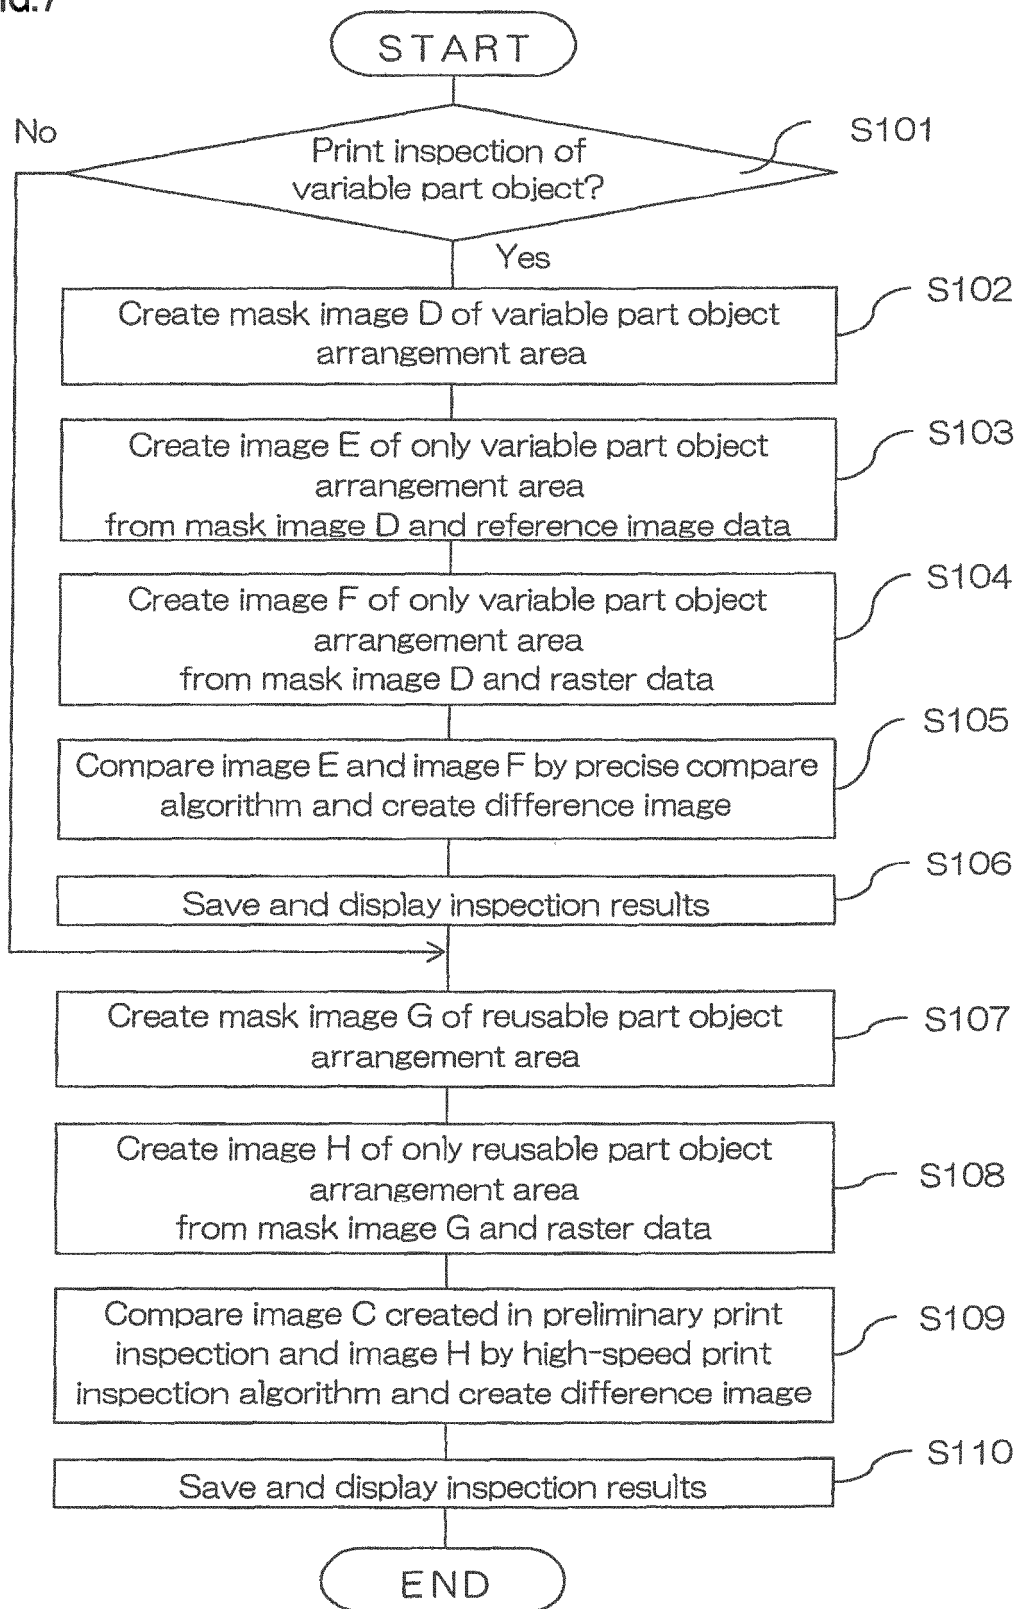 START
No
S101
Print inspection of
variable part object?
Yes
S102
Create mask image D of variable part object
arrangement area
S103
Create image E of only variable part object
arrangement area
from mask image D and reference image data
S104
Create image F of only variable part object
arrangement area
from mask image D and raster data
S105
Compare image E and image F by precise compare
algorithm and create difference image
S106
Save and display inspection results
S107
Create mask image G of reusable part object
arrangement area
S108
Create image H of only reusable part object
arrangement area
from mask image G and raster data
S109
Compare image C created in preliminary print
inspection and image H by high-speed print
inspection algorithm and create difference image
S110
Save and display inspection results
END